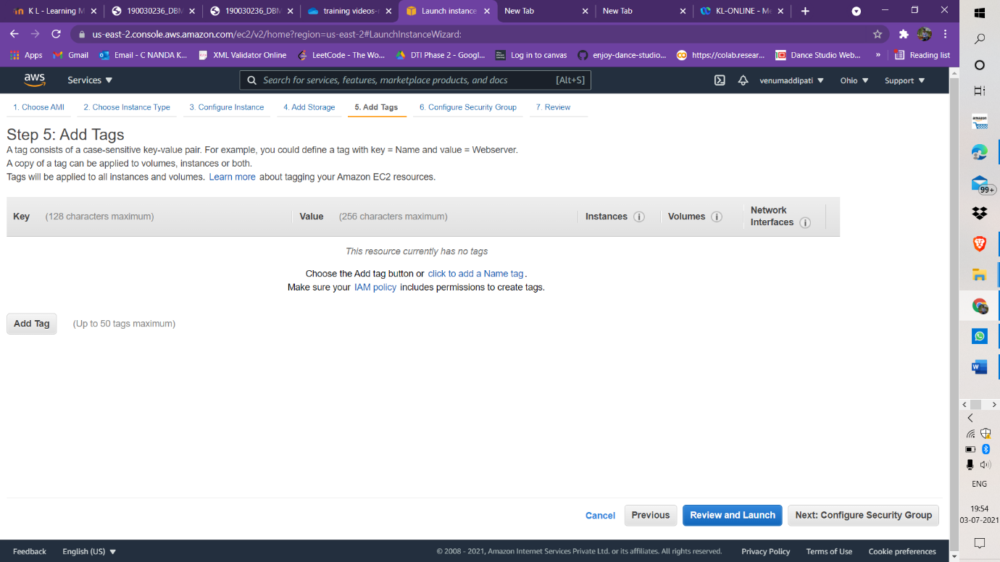 K L - Learning M
190030236_DBM
190030236_DBM
training videos-
Launch instance
New Tab
New Tab
KL-ONLINE - Me
us-east-2.console.aws.amazon.com/ec2/v2/home?region=us-east-2#LaunchInstanceWizard:
Apps
Gmail
Email - C NANDA K...
XML Validator Online
LeetCode - The Wo...
DTI Phase 2 - Googl...
Log in to canvas
enjoy-dance-studio...
https://colab.resear...
Dance Studio Web...
»
Reading list
aws
Services
Search for services, features, marketplace products, and docs
[Alt+S]
venumaddipati
Ohio
Support
1. Choose AMI
2. Choose Instance Type
3. Configure Instance
4. Add Storage
5. Add Tags
6. Configure Security Group
7. Review
Step 5: Add Tags
A tag consists of a case-sensitive key-value pair. For example, you could define a tag with key = Name and value = Webserver.
A copy of a tag can be applied to volumes, instances or both.
Tags will be applied to all instances and volumes. Learn more about tagging your Amazon EC2 resources.
Key (128 characters maximum)
Value (256 characters maximum)
Instances
Volumes
Network
Interfaces
This resource currently has no tags
Choose the Add tag button or click to add a Name tag.
Make sure your IAM policy includes permissions to create tags.
Add Tag
(Up to 50 tags maximum)
Cancel
Previous
Review and Launch
Next: Configure Security Group
Feedback
English (US)
© 2008 - 2021, Amazon Internet Services Private Ltd. or its affiliates. All rights reserved.
Privacy Policy
Terms of Use
Cookie preferences
amazon
99+
ENG
19:54
03-07-2021